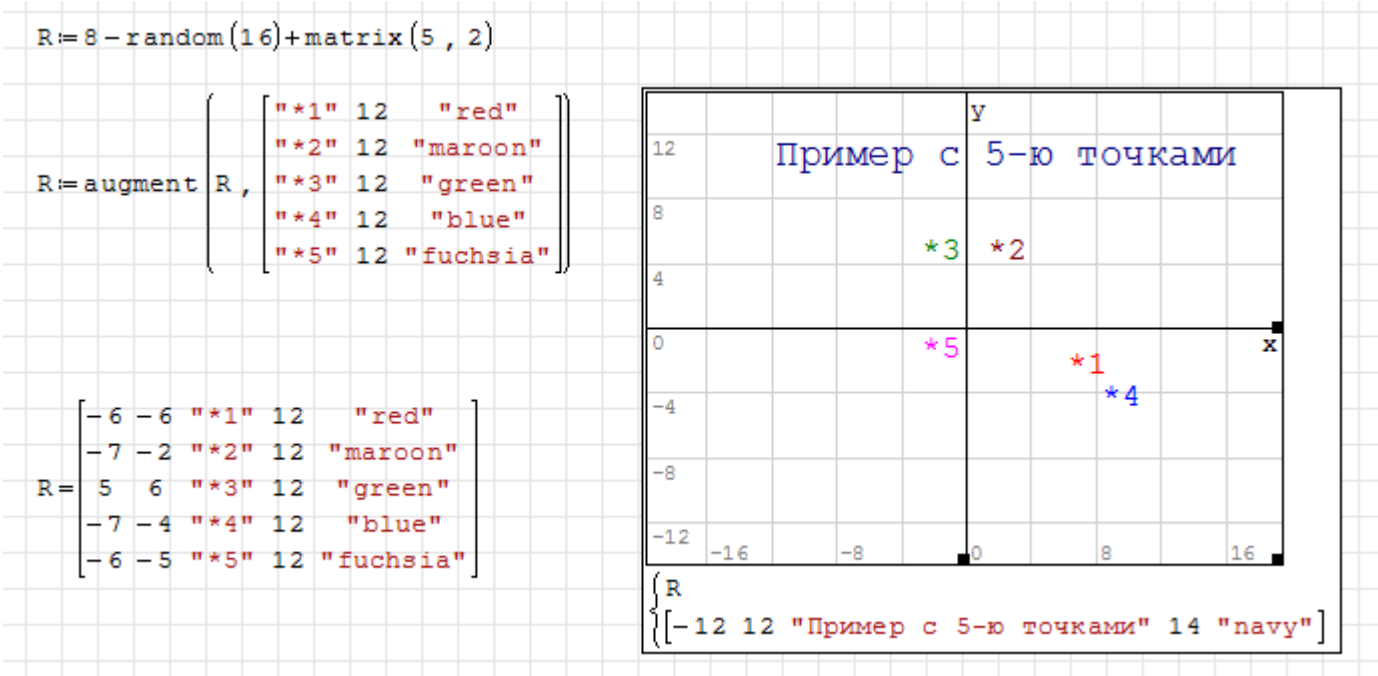 R:=8-random(16)+matrix(5 , 2)
R:=augment(R , ["*1" 12 "red"
"*2" 12 "maroon"
"*3" 12 "green"
"*4" 12 "blue"
"*5" 12 "fuchsia"])
R=[-6 -6 "*1" 12 "red"
-7 -2 "*2" 12 "maroon"
5 6 "*3" 12 "green"
-7 -4 "*4" 12 "blue"
-6 -5 "*5" 12 "fuchsia"]
y
12
Пример с 5-ю точками
8
*3 *2
4
0
*5
x
*1
*4
-4
-8
-12
-16 -8 0 8 16
{R
[-12 12 "Пример с 5-ю точками" 14 "navy"]